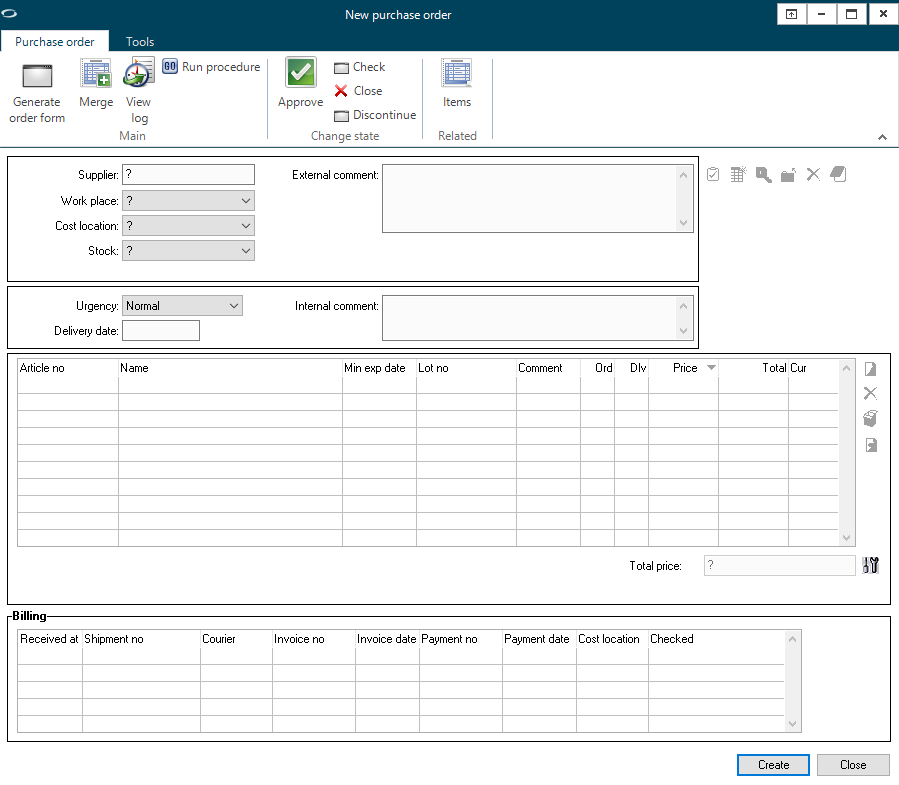 New purchase order
Purchase order Tools
Generate order form
Merge
View log
GO Run procedure
Main
Approve
Check
Close
Discontinue
Change state
Items
Related
Supplier: ?
Work place: ?
Cost location: ?
Stock: ?
External comment:
Urgency: Normal
Delivery date:
Internal comment:
Article no Name Min exp date Lot no Comment Ord Dlv Price Total Cur
Total price: ?
Billing
Received at Shipment no Courier Invoice no Invoice date Payment no Payment date Cost location Checked
Create Close